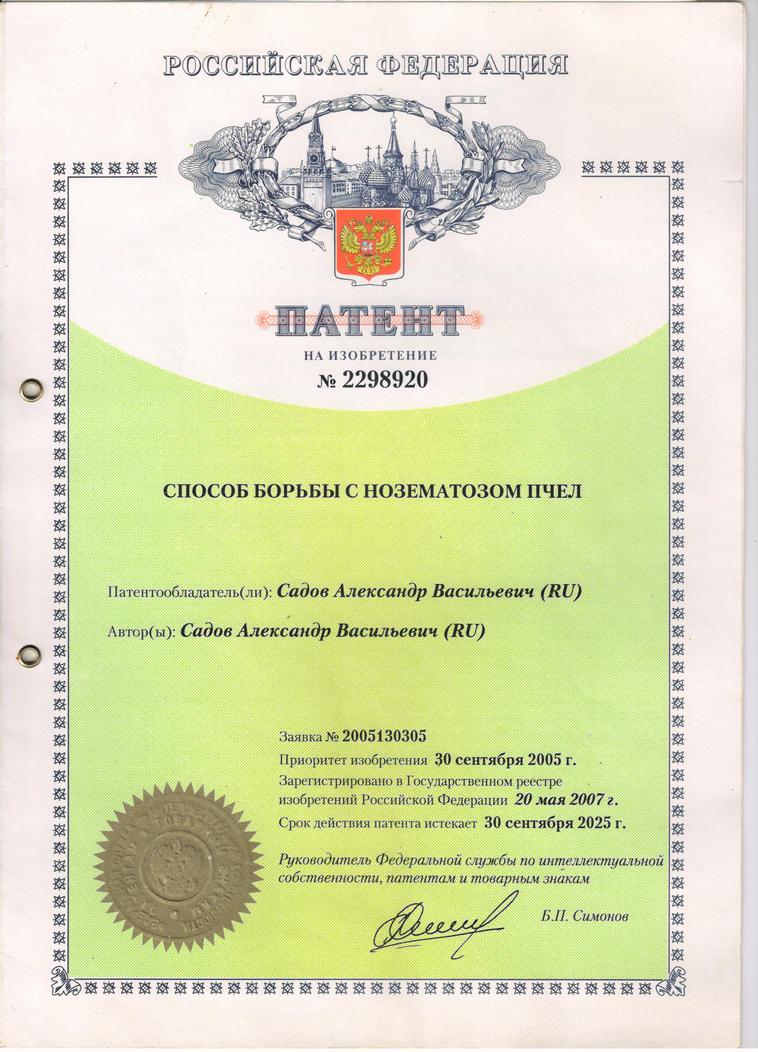 РОССИЙСКАЯ ФЕДЕРАЦИЯ
ПАТЕНТ
НА ИЗОБРЕТЕНИЕ
№ 2298920
СПОСОБ БОРЬБЫ С НОЗЕМАТОЗОМ ПЧЕЛ
Патентообладатель(ли): Садов Александр Васильевич (RU)
Автор(ы): Садов Александр Васильевич (RU)
Заявка № 2005130305
Приоритет изобретения 30 сентября 2005 г.
Зарегистрировано в Государственном реестре
изобретений Российской Федерации 20 мая 2007 г.
Срок действия патента истекает 30 сентября 2025 г.
Руководитель Федеральной службы по интеллектуальной
собственности, патентам и товарным знакам
Б.П. Симонов